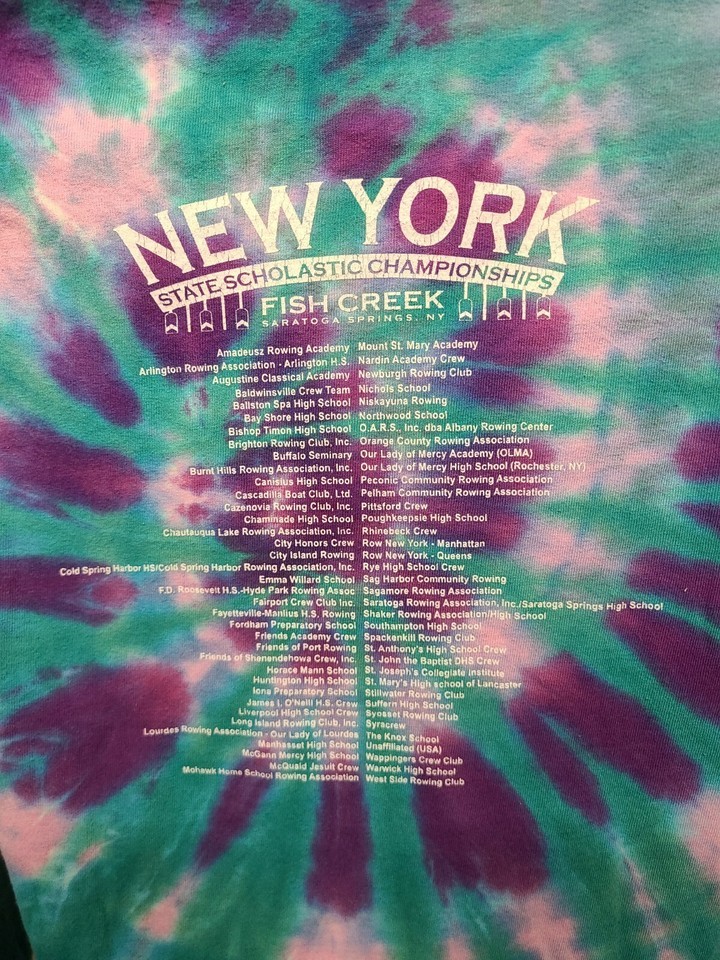 NEW YORK
STATE SCHOLASTIC CHAMPIONSHIPS
FISH CREEK
SARATOGA SPRINGS, NY
Amadeusz Rowing Academy
Arlington Rowing Association - Arlington H.S.
Augustine Classical Academy
Baldwinsville Crew Team
Ballston Spa High School
Bay Shore High School
Bishop Timon High School
Brighton Rowing Club, Inc.
Buffalo Seminary
Burnt Hills Rowing Association, Inc.
Canisius High School
Cascadilla Boat Club, Ltd.
Cazenovia Rowing Club, Inc.
Chaminade High School
Chautauqua Lake Rowing Association, Inc.
City Honors Crew
City Island Rowing
Cold Spring Harbor HS/Cold Spring Harbor Rowing Association, Inc.
Emma Willard School
F.D. Roosevelt H.S.-Hyde Park Rowing Assoc
Fairport Crew Club Inc.
Fayetteville-Manlius H.S. Rowing
Fordham Preparatory School
Friends Academy Crew
Friends of Port Rowing
Friends of Shenendehowa Crew, Inc.
Horace Mann School
Huntington High School
Iona Preparatory School
James I. O'Neill H.S. Crew
Liverpool High School Crew
Long Island Rowing Club, Inc.
Lourdes Rowing Association - Our Lady of Lourdes
Manhasset High School
McGann Mercy High School
McQuaid Jesuit Crew
Mohawk Home School Rowing Association
Mount St. Mary Academy
Nardin Academy Crew
Newburgh Rowing Club
Nichols School
Niskayuna Rowing
Northwood School
O.A.R.S., Inc. dba Albany Rowing Center
Orange County Rowing Association
Our Lady of Mercy Academy (OLMA)
Our Lady of Mercy High School (Rochester, NY)
Peconic Community Rowing Association
Pelham Community Rowing Association
Pittsford Crew
Poughkeepsie High School
Rhinebeck Crew
Row New York - Manhattan
Row New York - Queens
Rye High School Crew
Sag Harbor Community Rowing
Sagamore Rowing Association
Saratoga Rowing Association, Inc./Saratoga Springs High School
Shaker Rowing Association/High School
Southampton High School
Spackenkill Rowing Club
St. Anthony's High School Crew
St. John the Baptist DHS Crew
St. Joseph's Collegiate Institute
St. Mary's High school of Lancaster
Stillwater Rowing Club
Suffern High School
Syosset Rowing Club
Syracrew
The Knox School
Unaffiliated (USA)
Wappingers Crew Club
Warwick High School
West Side Rowing Club